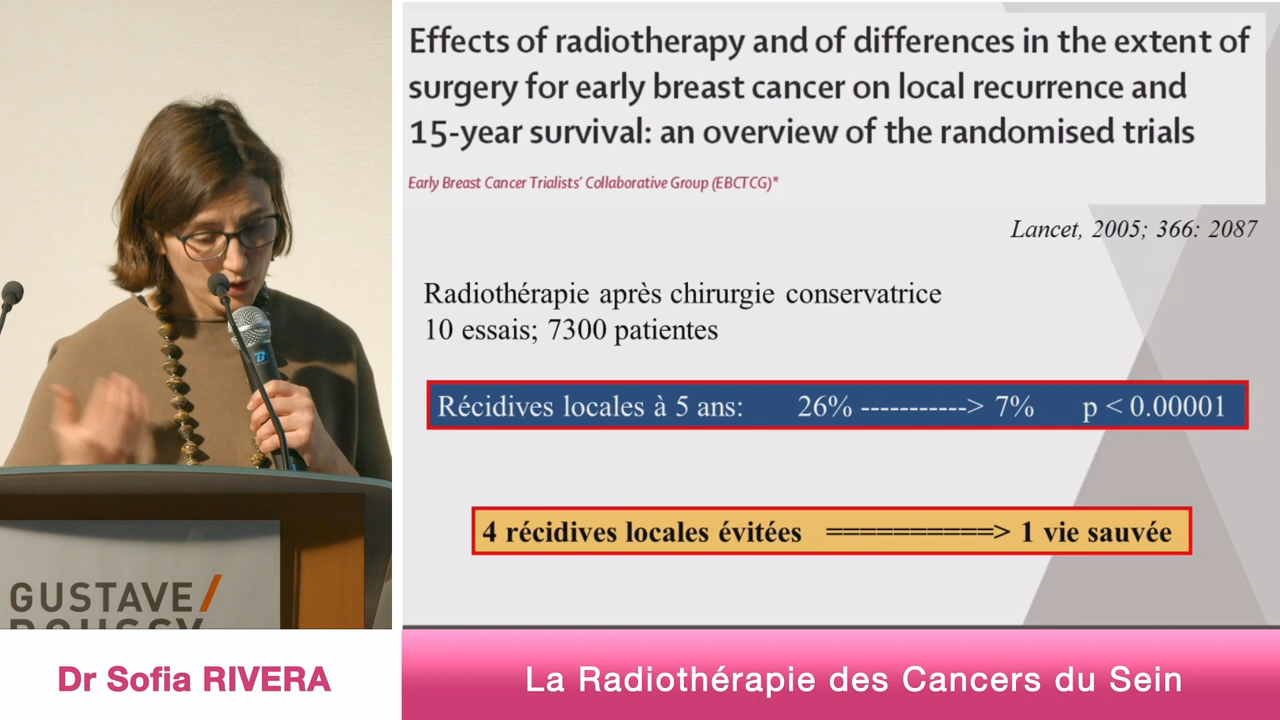 Effects of radiotherapy and of differences in the extent of
surgery for early breast cancer on local recurrence and
15-year survival: an overview of the randomised trials
Early Breast Cancer Trialists' Collaborative Group (EBCTCG)*
Lancet, 2005; 366: 2087
Radiothérapie après chirurgie conservatrice
10 essais; 7300 patientes
Récidives locales à 5 ans: 26% -----------> 7% p < 0.00001
4 récidives locales évitées ==========> 1 vie sauvée
GUSTAVE/
ROUSSY
Dr Sofia RIVERA
La Radiothérapie des Cancers du Sein